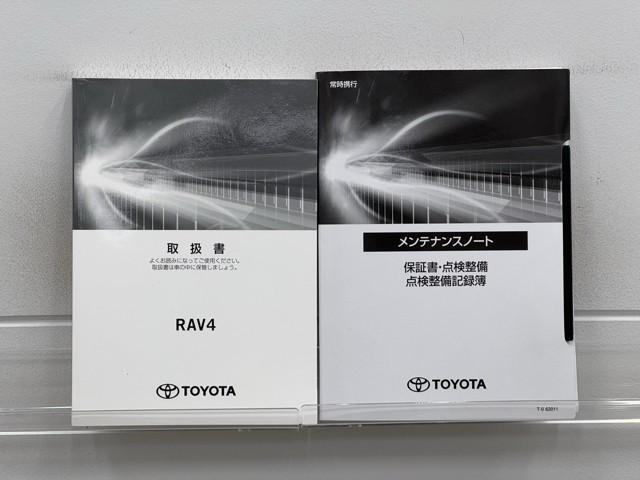 取扱書
よくお読みになってご使用ください。
取扱書は車の中に保管しましょう。
RAV4
TOYOTA
常時携行
メンテナンスノート
保証書・点検整備
点検整備記録簿
TOYOTA
T-U 62011